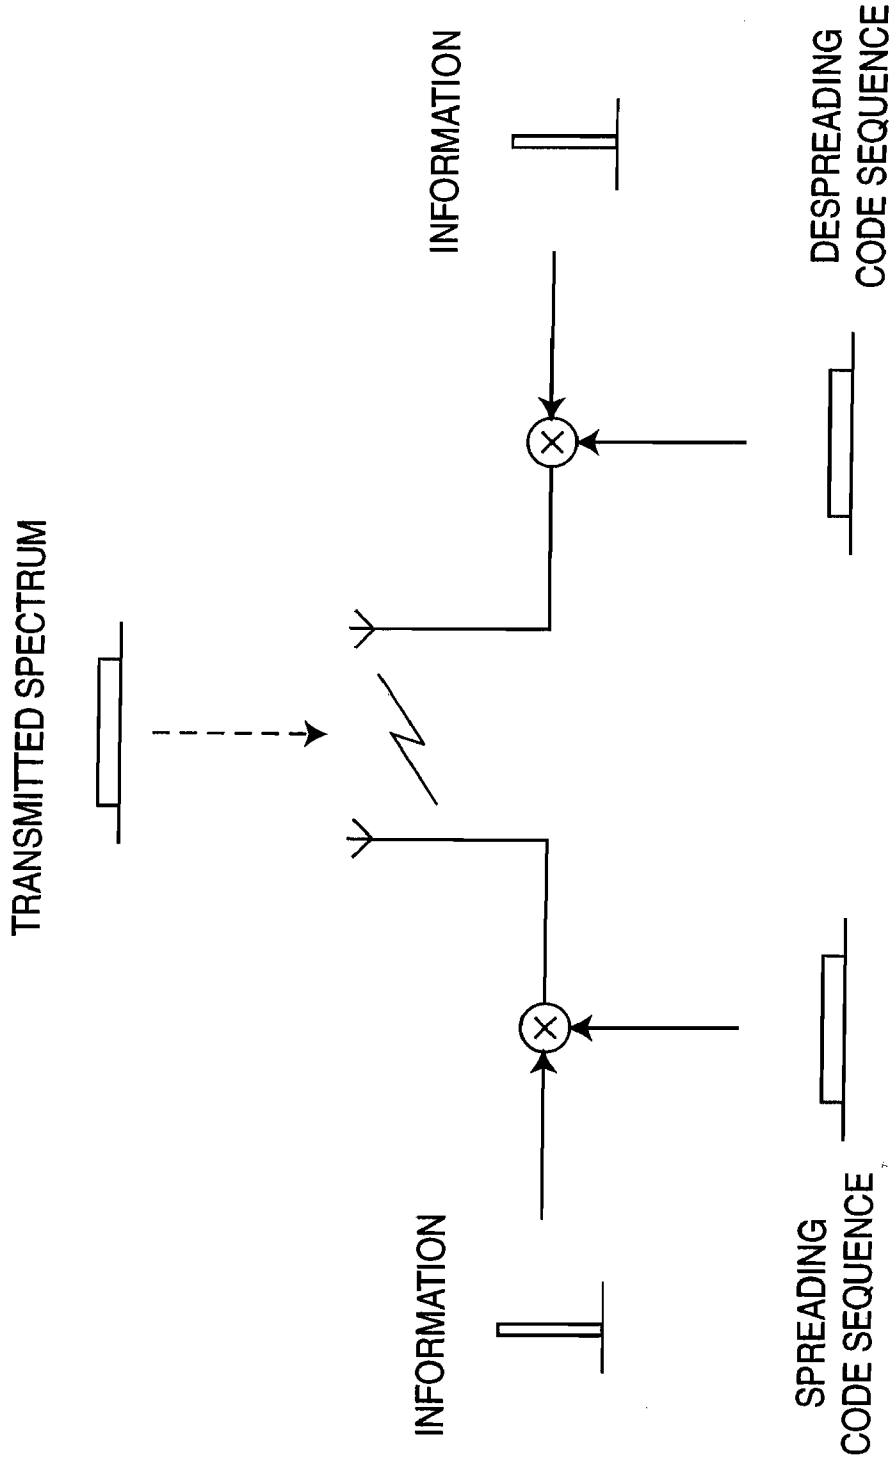 TRANSMITTED SPECTRUM
INFORMATION
INFORMATION
SPREADING
CODE SEQUENCE
DESPREADING
CODE SEQUENCE